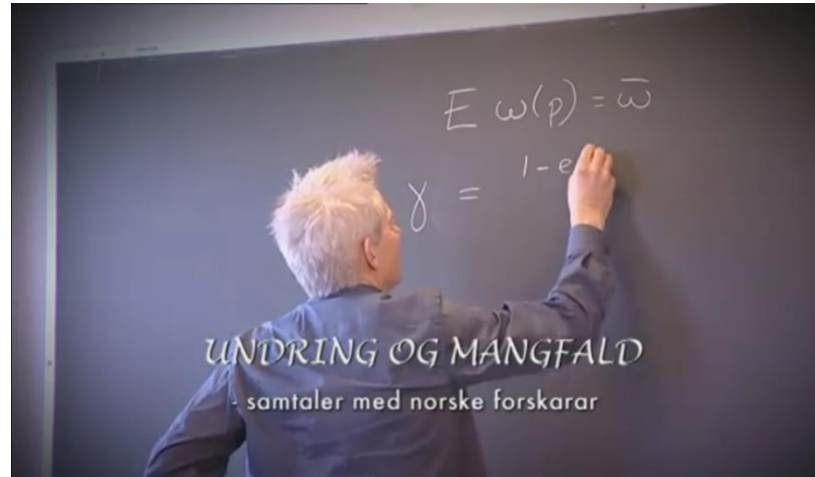 E ω(p) = ω̄
γ = 1 - e
UNDRING OG MANGFALD
- samtaler med norske forskarar